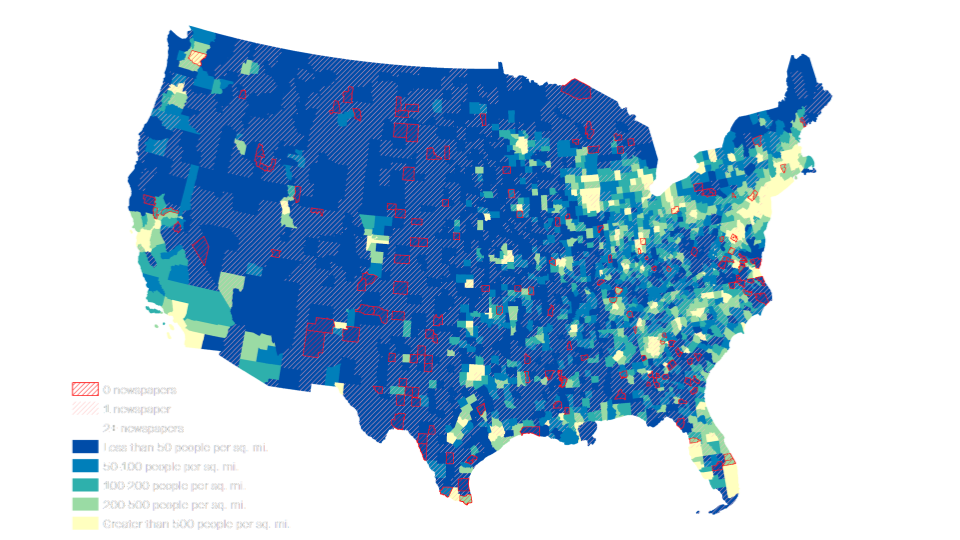 0 newspapers
1 newspaper
2+ newspapers
Less than 50 people per sq. mi.
50-100 people per sq. mi.
100-200 people per sq. mi.
200-500 people per sq. mi.
Greater than 500 people per sq. mi.